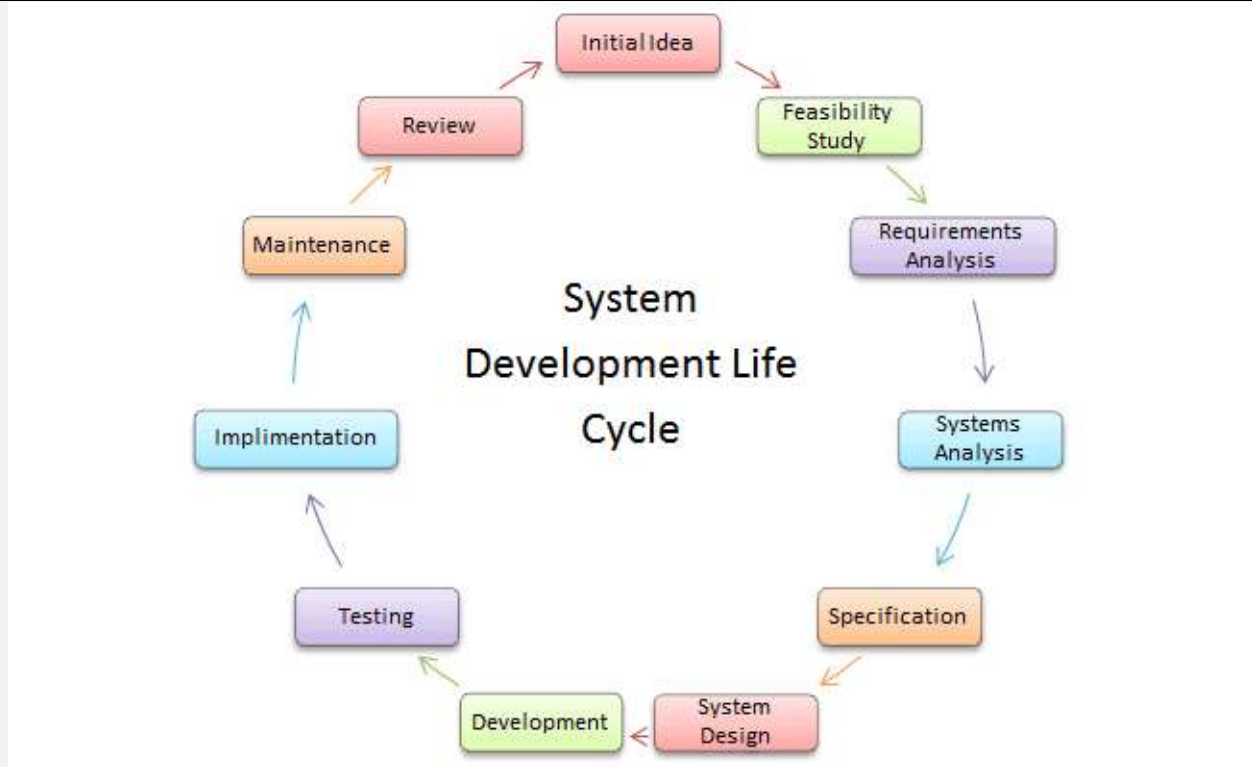 Initial Idea
Feasibility
Study
Requirements
Analysis
Systems
Analysis
Specification
System
Design
Development
Testing
Implimentation
Maintenance
Review
System
Development Life
Cycle